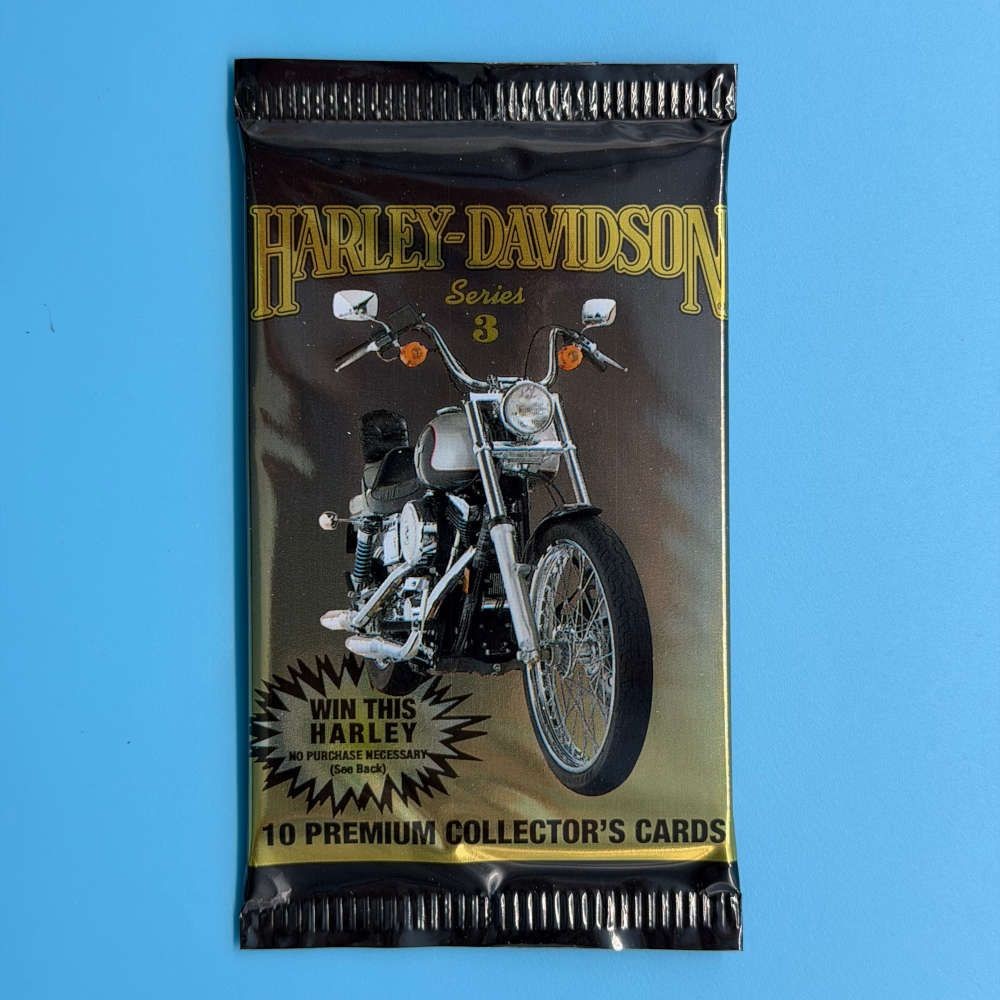 HARLEY-DAVIDSON
Series
3
WIN THIS
HARLEY
NO PURCHASE NECESSARY
(See Back)
10 PREMIUM COLLECTOR'S CARDS